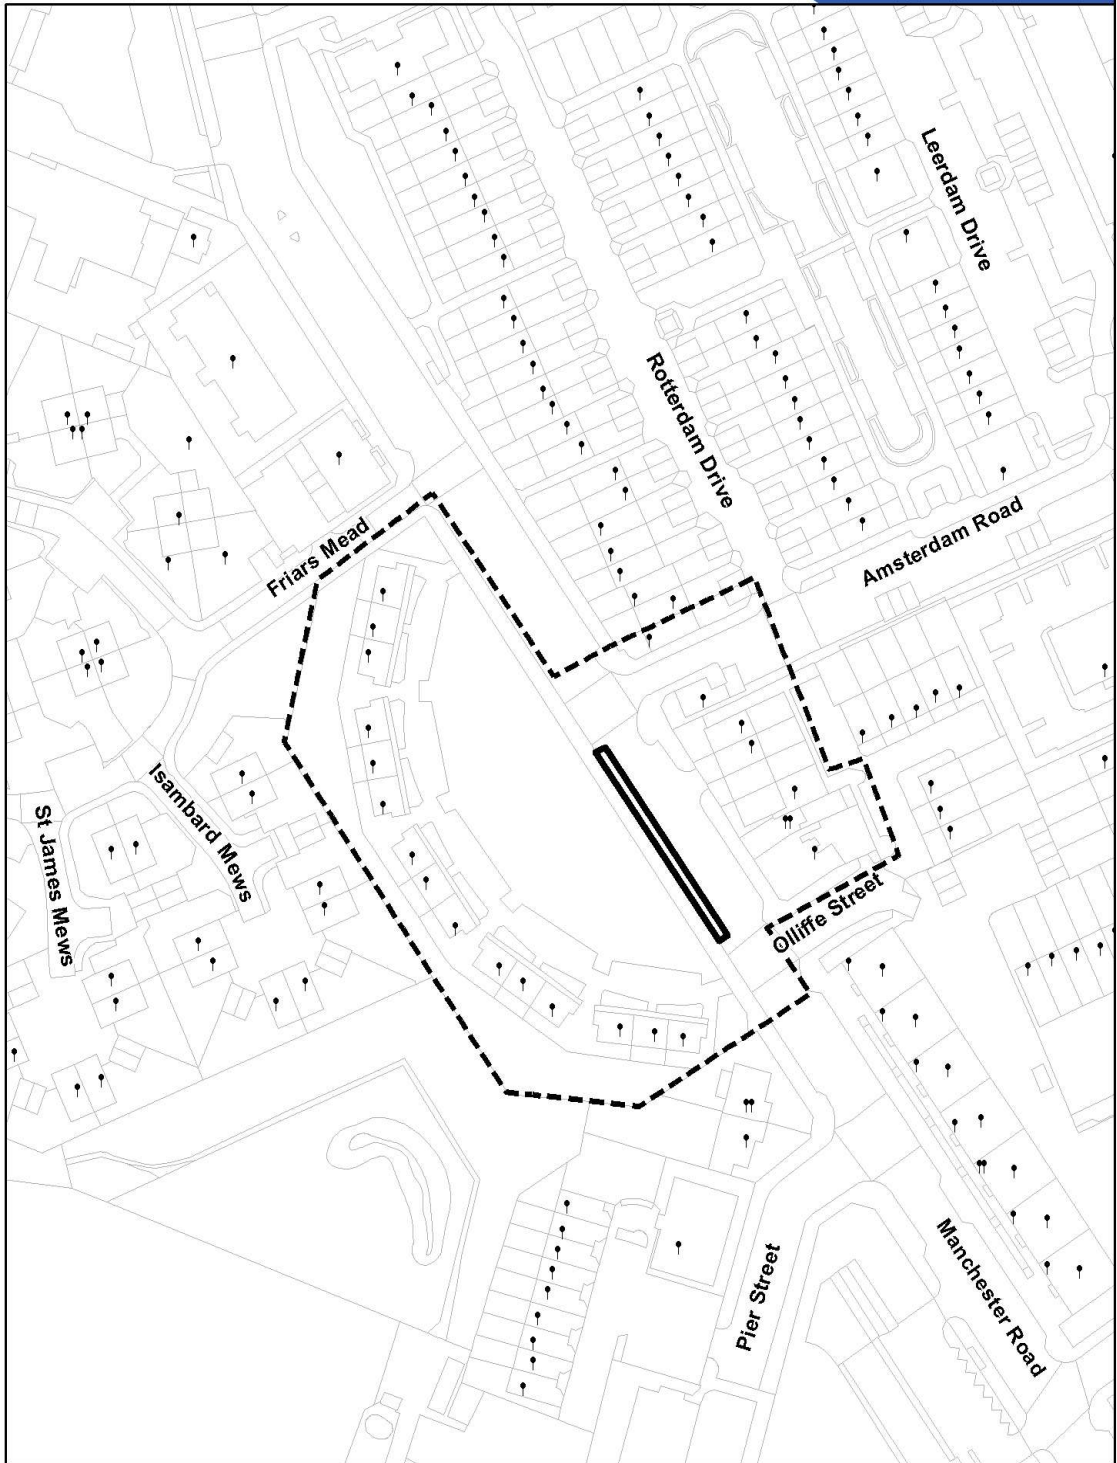 Leerdam Drive
Rotterdam Drive
Amsterdam Road
Friars Mead
Isambard Mews
St James Mews
Olliffe Street
Pier Street
Manchester Road